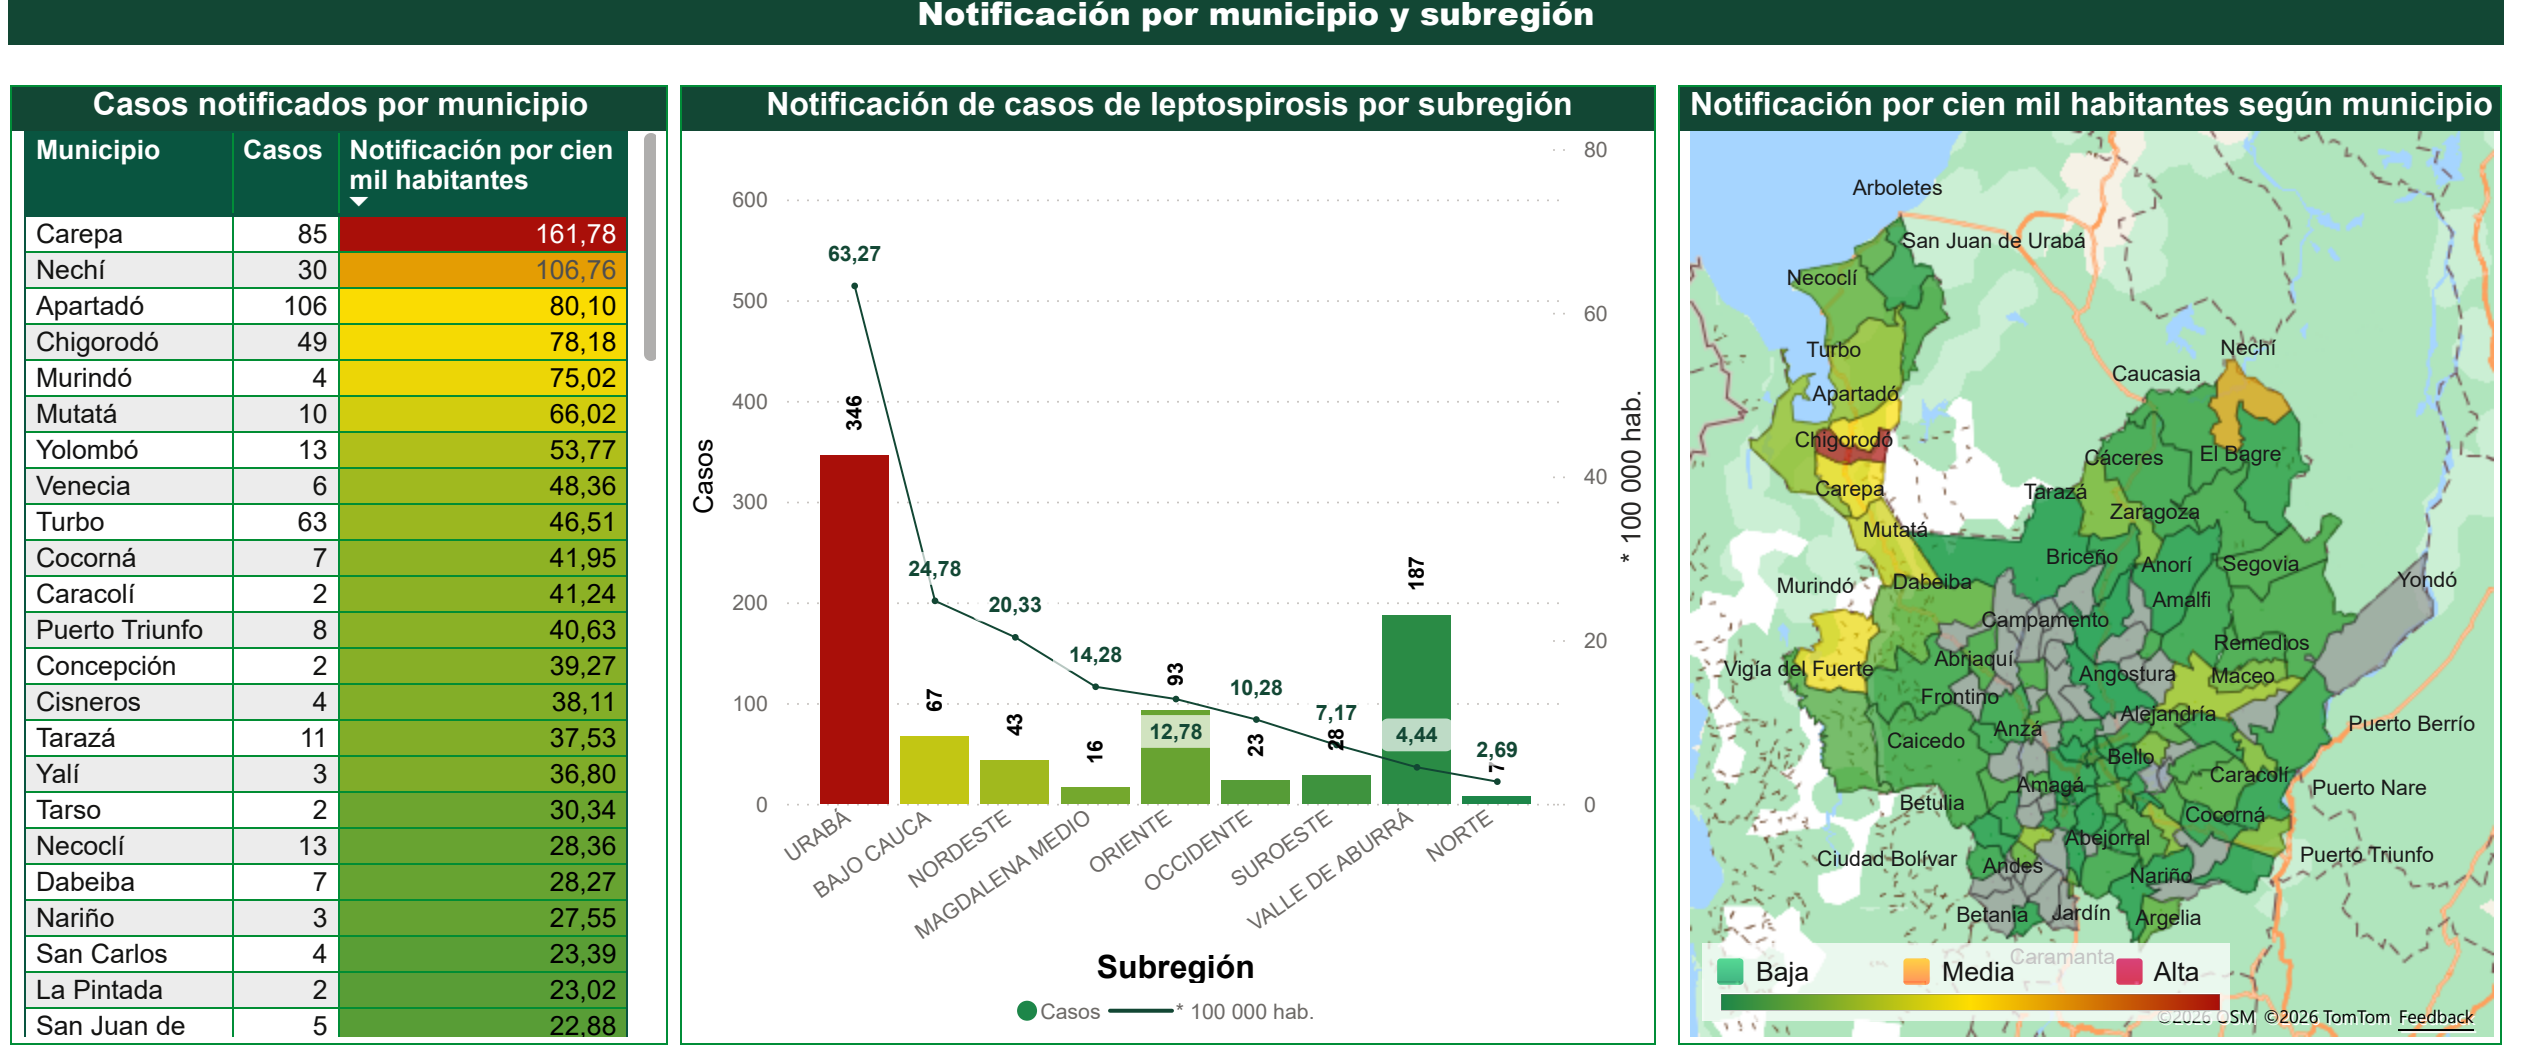 Notificación por municipio y subregión
Casos notificados por municipio
Municipio Casos Notificación por cien mil habitantes
Carepa 85 161,78
Nechí 30 106,76
Apartadó 106 80,10
Chigorodó 49 78,18
Murindó 4 75,02
Mutatá 10 66,02
Yolombó 13 53,77
Venecia 6 48,36
Turbo 63 46,51
Cocorná 7 41,95
Caracolí 2 41,24
Puerto Triunfo 8 40,63
Concepción 2 39,27
Cisneros 4 38,11
Tarazá 11 37,53
Yalí 3 36,80
Tarso 2 30,34
Necoclí 13 28,36
Dabeiba 7 28,27
Nariño 3 27,55
San Carlos 4 23,39
La Pintada 2 23,02
San Juan de 5 22,88
Notificación de casos de leptospirosis por subregión
Casos
600
500
400
300
200
100
0
80
60
40
20
0
* 100 000 hab.
63,27
24,78
20,33
14,28
12,78
10,28
7,17
4,44
2,69
346
67
43
16
93
23
28
187
7
URABÁ
BAJO CAUCA
NORDESTE
MAGDALENA MEDIO
ORIENTE
OCCIDENTE
SUROESTE
VALLE DE ABURRÁ
NORTE
Subregión
Casos
* 100 000 hab.
Notificación por cien mil habitantes según municipio
Arboletes
San Juan de Urabá
Necoclí
Turbo
Nechí
Caucasia
Apartadó
Chigorodó
El Bagre
Cáceres
Carepa
Tarazá
Zaragoza
Mutatá
Briceño
Anorí
Segovia
Murindó
Dabeiba
Yondó
Amalfi
Campamento
Remedios
Abriaquí
Vigía del Fuerte
Angostura
Maceo
Frontino
Alejandría
Puerto Berrío
Anzá
Caicedo
Bello
Caracolí
Amagá
Puerto Nare
Betulia
Cocorná
Abejorral
Puerto Triunfo
Ciudad Bolívar
Andes
Nariño
Betania
Jardín
Argelia
Caramanta
Baja
Media
Alta
©2026 OSM ©2026 TomTom Feedback